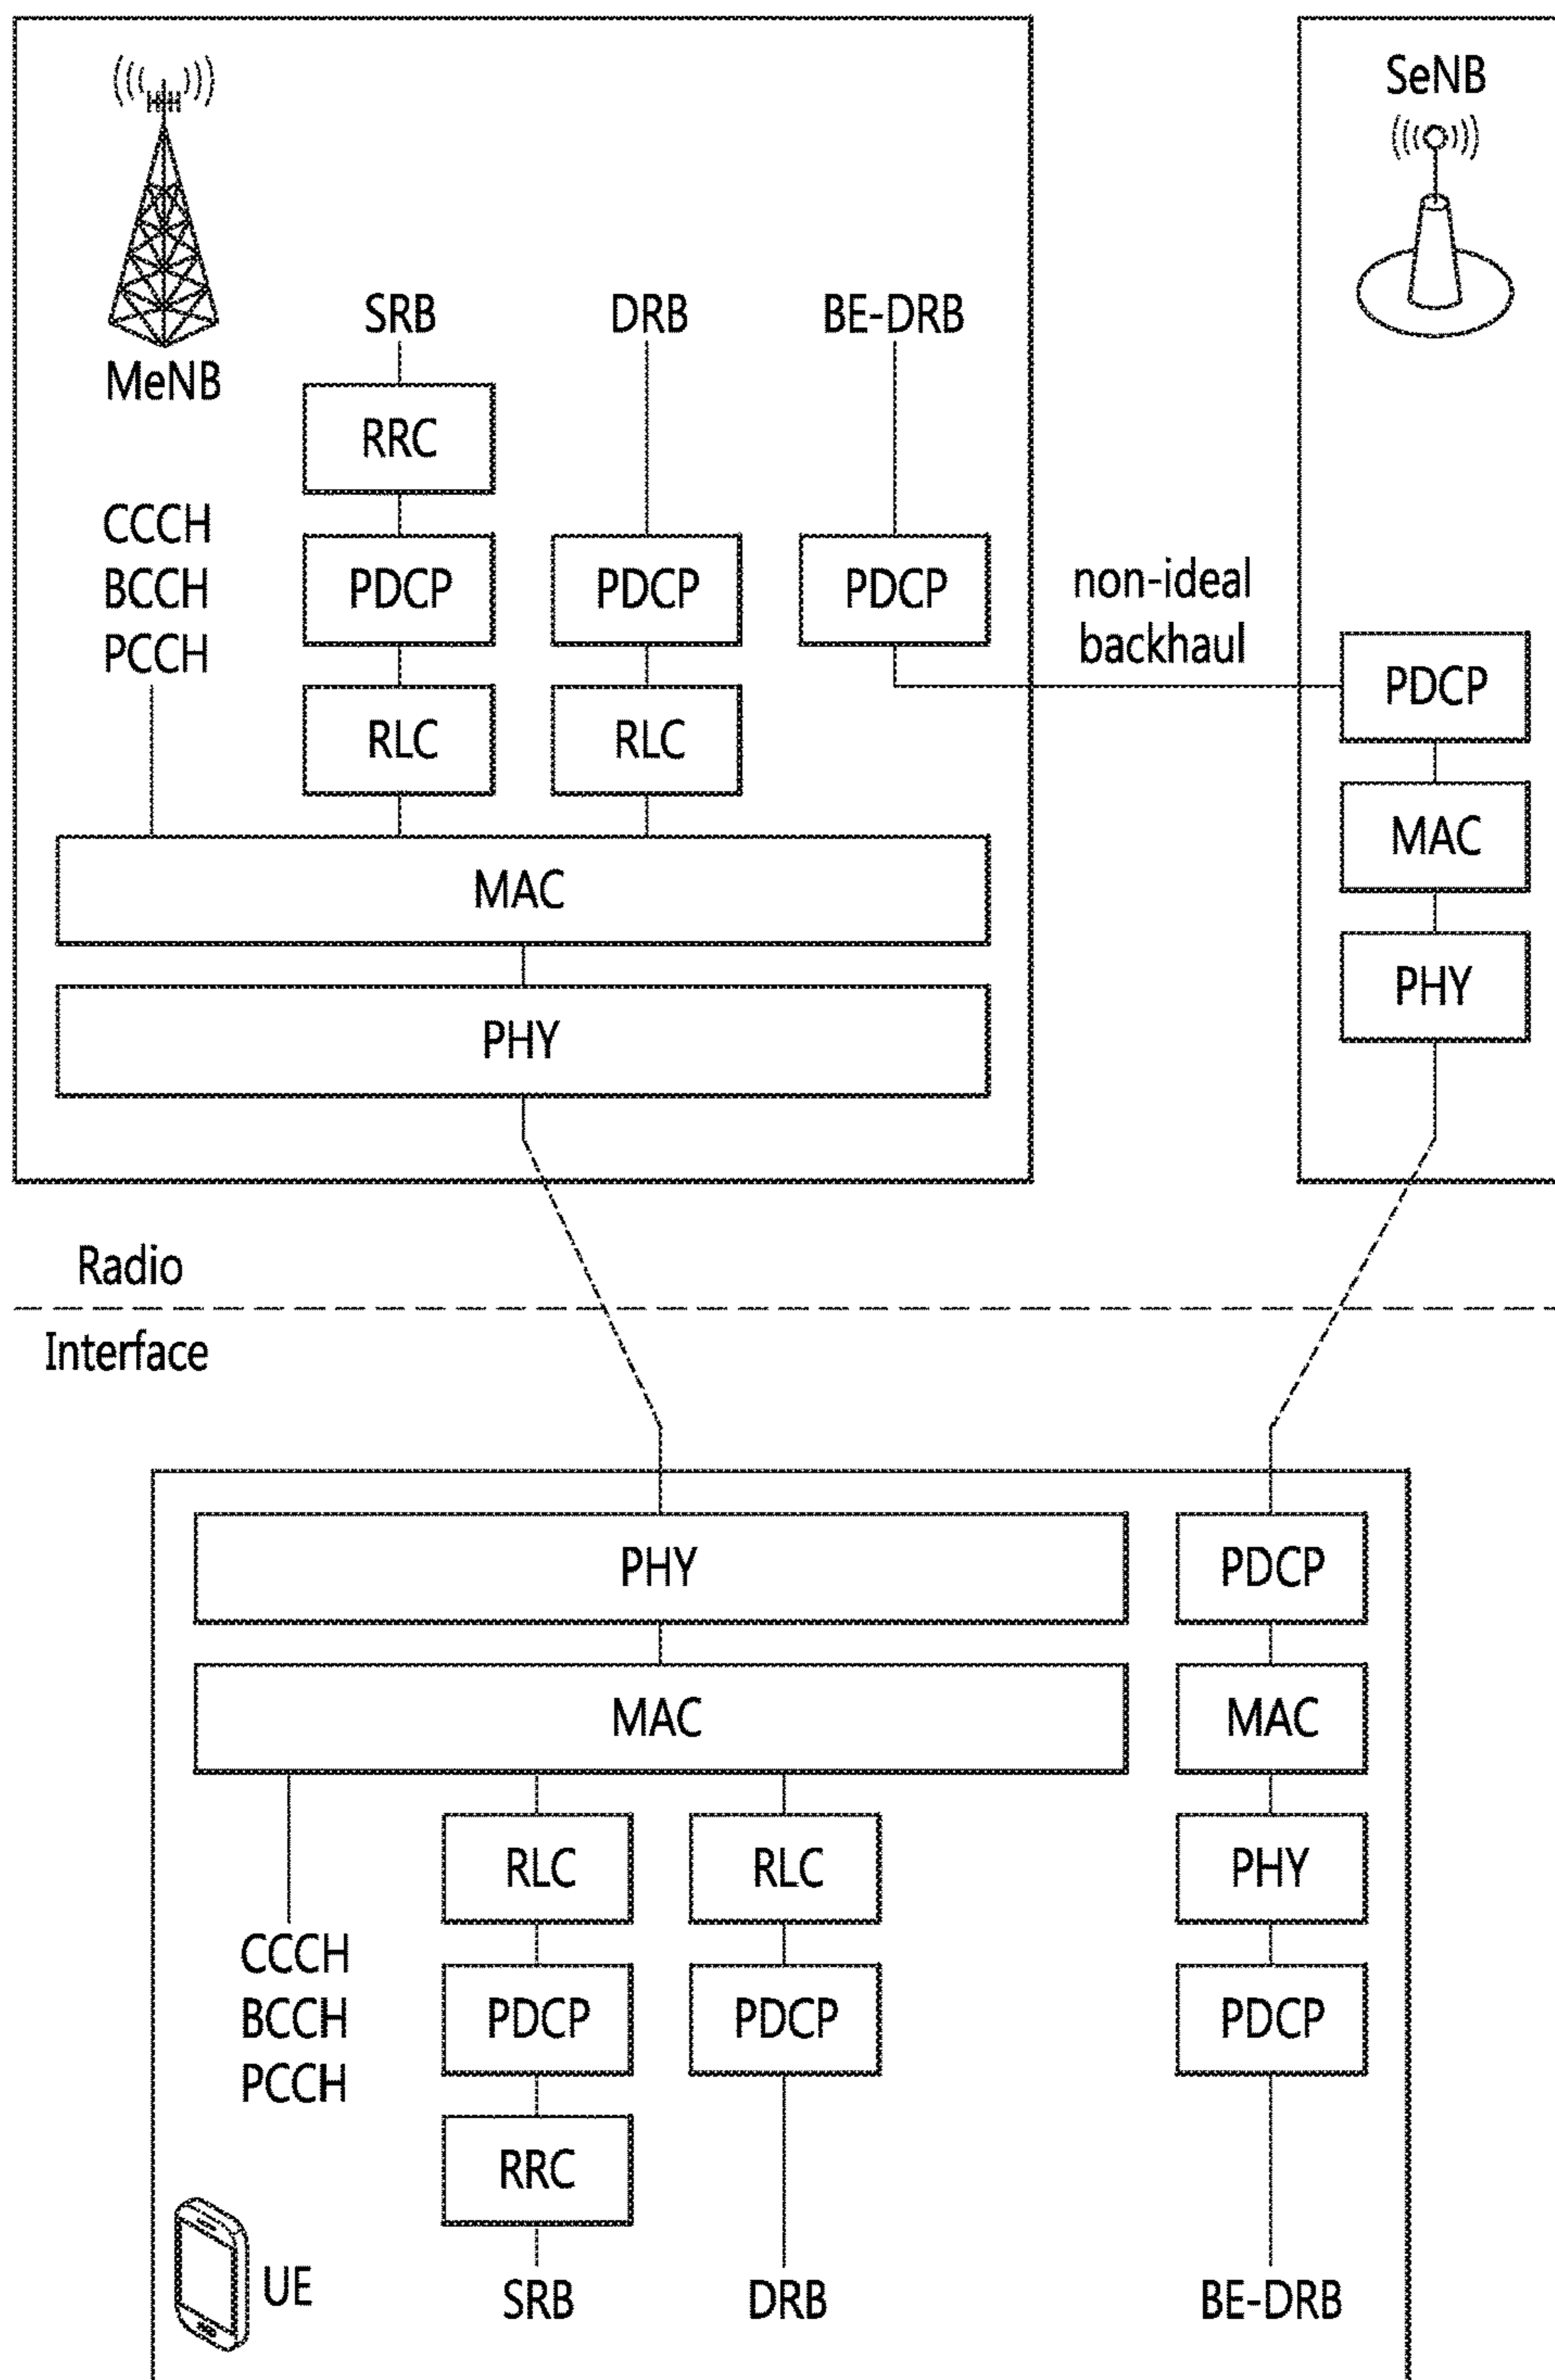 SeNB
SRB
DRB
BE-DRB
MeNB
RRC
CCCH
BCCH
PCCH
PDCP
PDCP
PDCP
non-ideal
backhaul
RLC
RLC
PDCP
MAC
MAC
PHY
PHY
Radio
Interface
PHY
PDCP
MAC
MAC
RLC
RLC
PHY
CCCH
BCCH
PCCH
PDCP
PDCP
PDCP
RRC
UE
SRB
DRB
BE-DRB